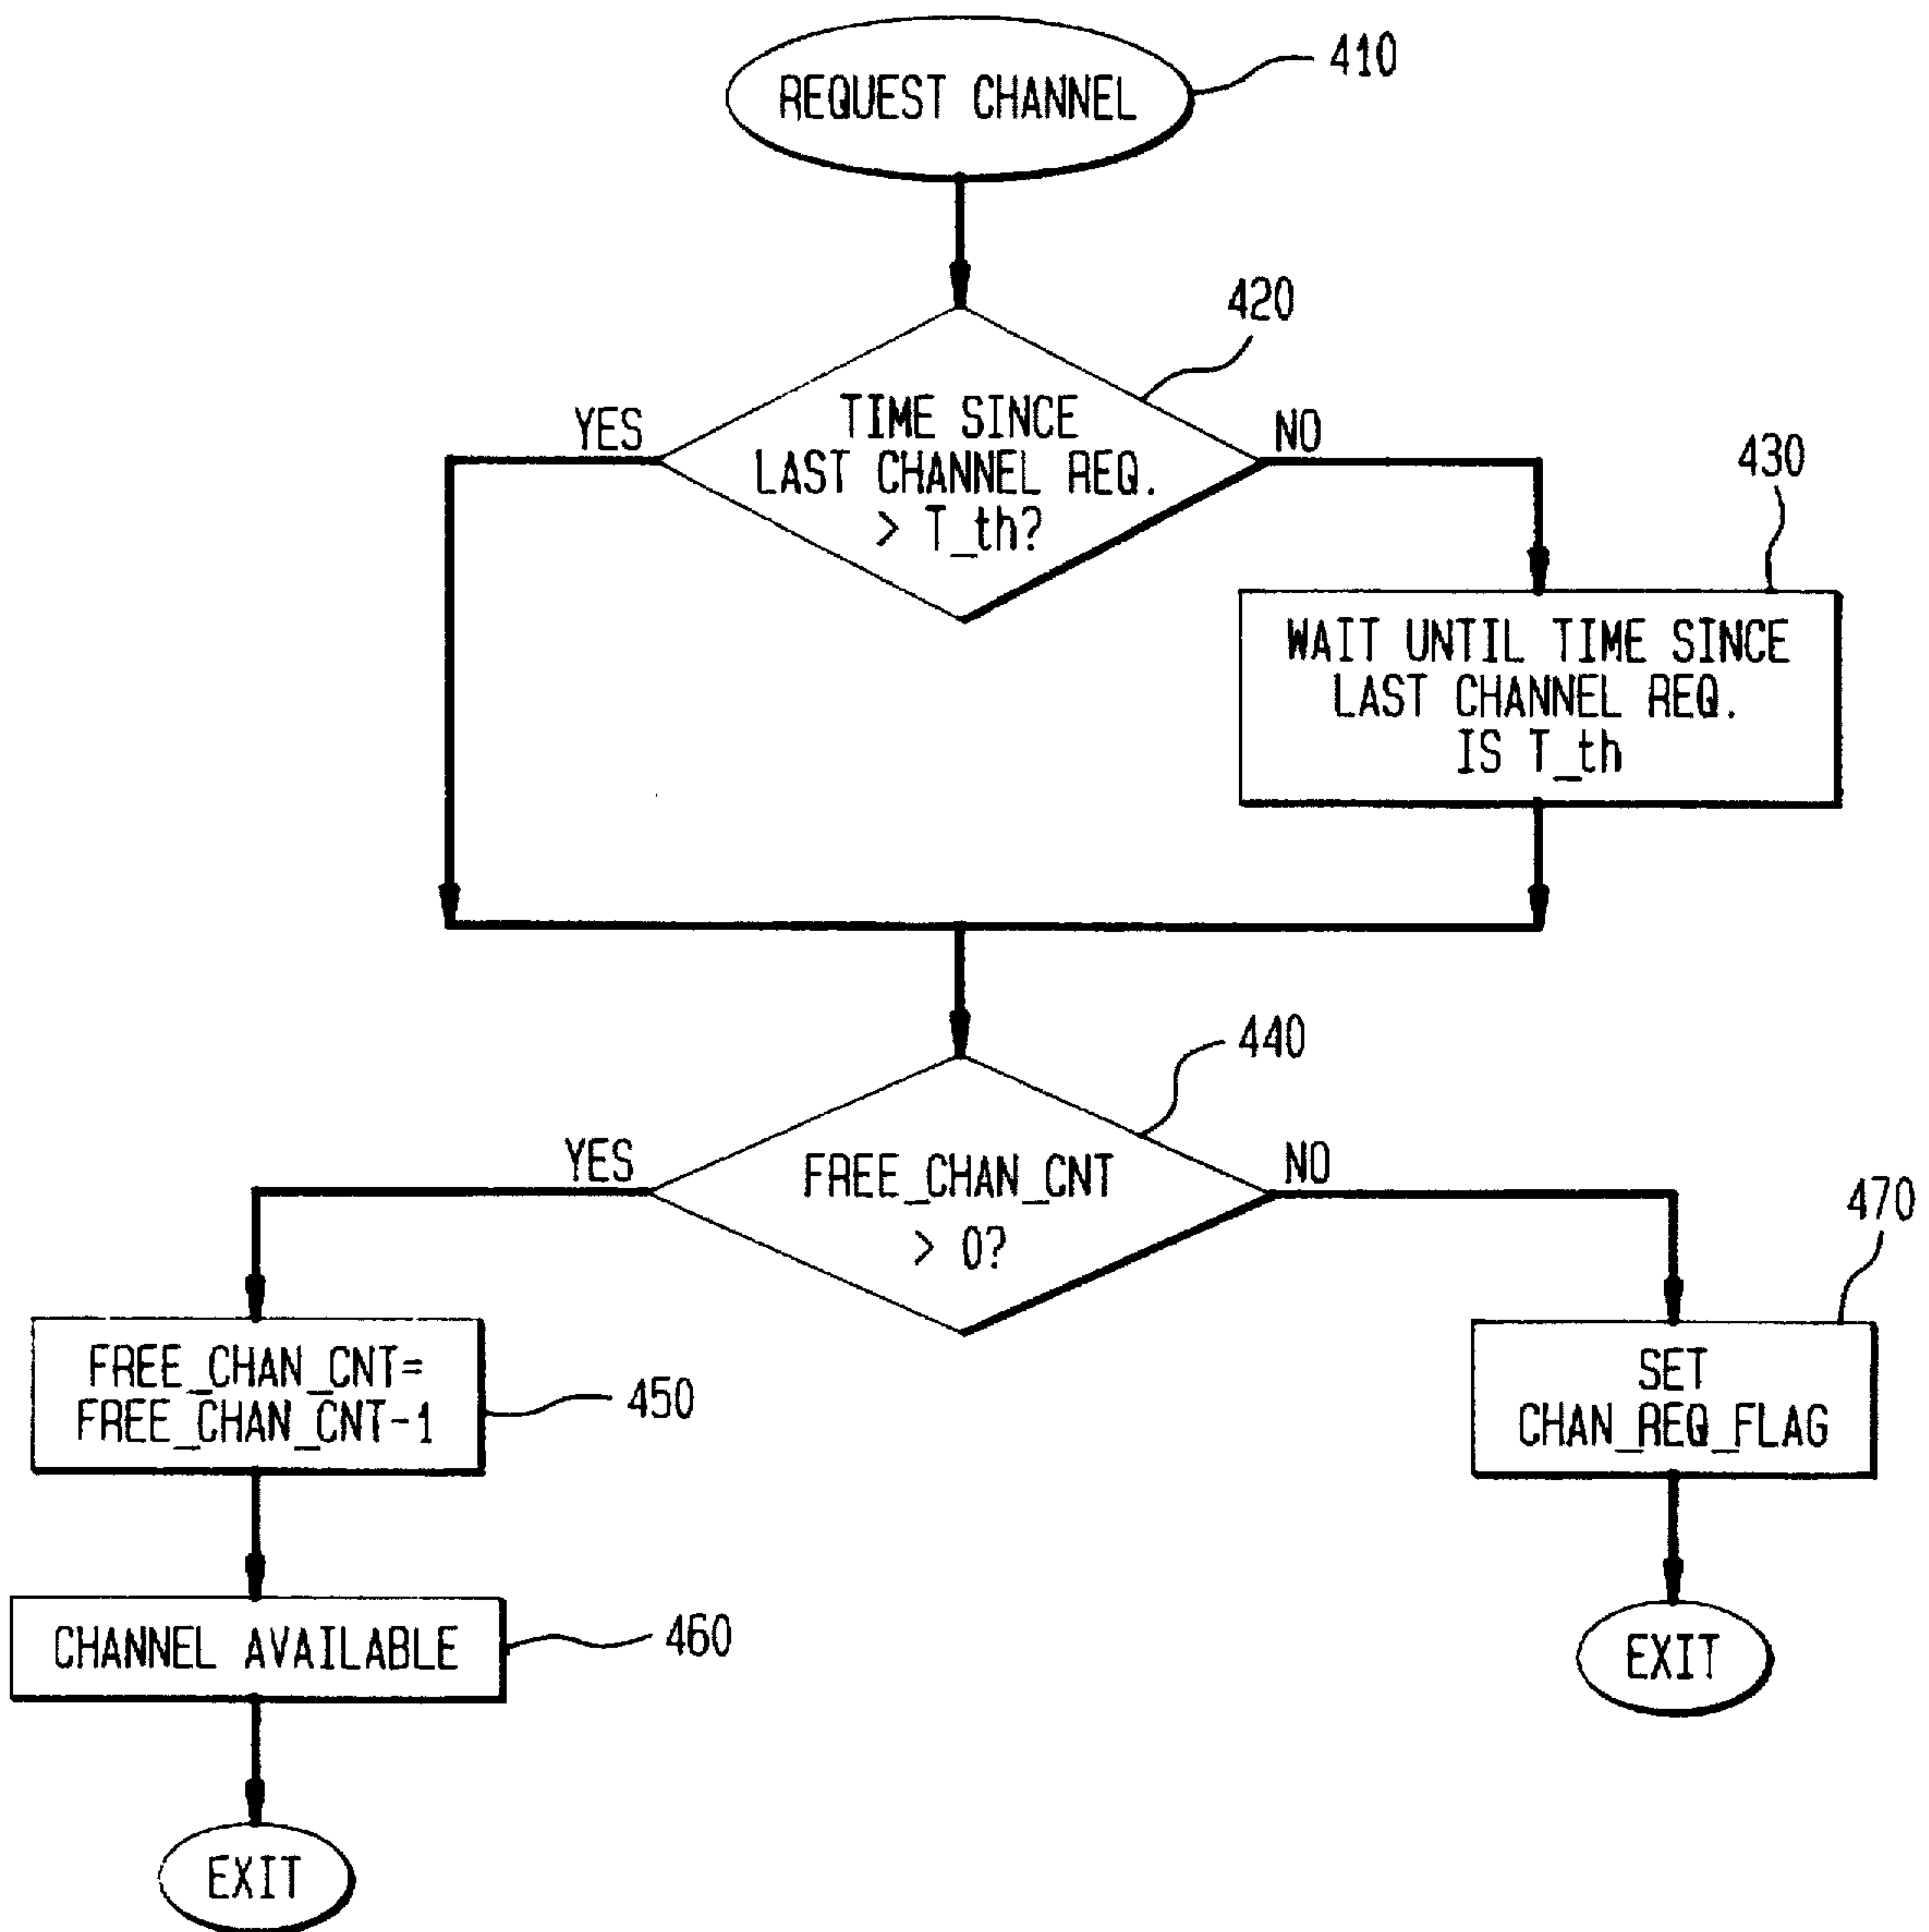 REQUEST CHANNEL
410
420
TIME SINCE
LAST CHANNEL REQ.
> T_th?
YES
NO
430
WAIT UNTIL TIME SINCE
LAST CHANNEL REQ.
IS T_th
440
FREE_CHAN_CNT
> 0?
YES
NO
470
FREE_CHAN_CNT=
FREE_CHAN_CNT-1
450
SET
CHAN_REQ_FLAG
CHANNEL AVAILABLE
460
EXIT
EXIT